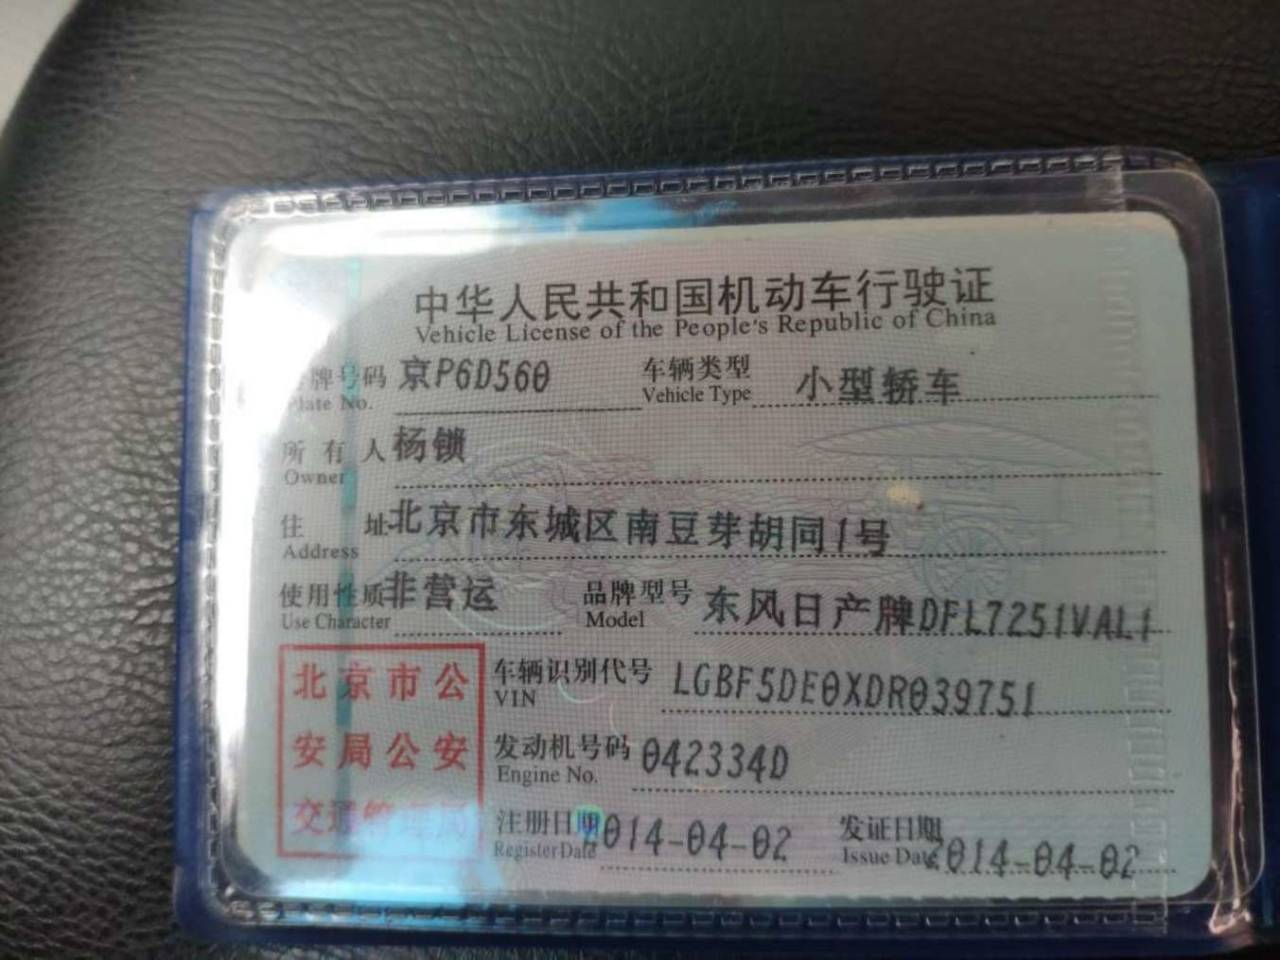 中华人民共和国机动车行驶证
Vehicle License of the People's Republic of China
牌号码 京P6D560 车辆类型 小型轿车
Plate No. Vehicle Type
所有人 杨锁
Owner
住址 北京市东城区南豆芽胡同1号
Address
使用性质 非营运 品牌型号 东风日产牌DFL7251VAL1
Use Character Model
北京市公安局公安交通管理局
车辆识别代号 LGBF5DE0XDR039751
VIN
发动机号码 042334D
Engine No.
注册日期 2014-04-02 发证日期 2014-04-02
Register Date Issue Date